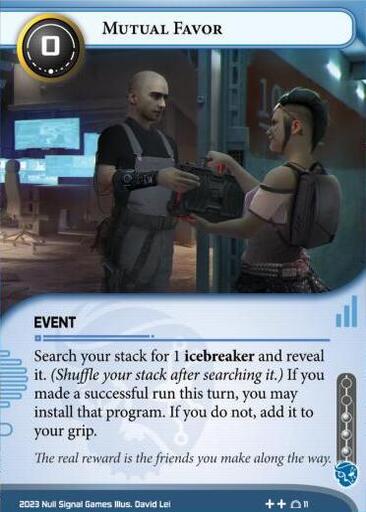 0
MUTUAL FAVOR
EVENT
Search your stack for 1 icebreaker and reveal
it. (Shuffle your stack after searching it.) If you
made a successful run this turn, you may
install that program. If you do not, add it to
your grip.
The real reward is the friends you make along the way.
2023 Null Signal Games Illus. David Lei
11